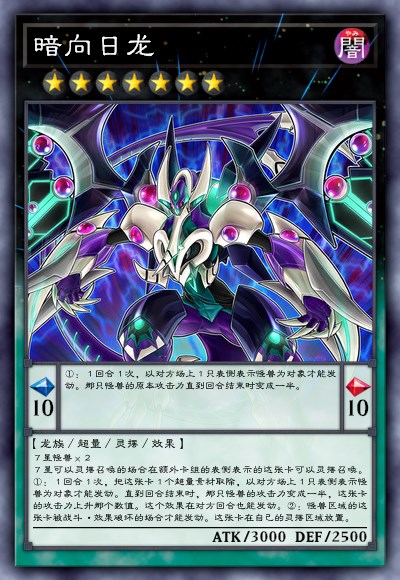 暗向日龙
やみ
闇
①:1回合1次,以对方场上1只表侧表示怪兽为对象才能发
动。那只怪兽的原本攻击力直到回合结束时变成一半。
10
10
【龙族/超量/灵摆/效果】
7星怪兽×2
7星可以灵摆召唤的场合在额外卡组的表侧表示的这张卡可以灵摆召唤。
①:1回合1次,把这张卡1个超量素材取除,以对方场上1只表侧表示怪
兽为对象才能发动。直到回合结束时,那只怪兽的攻击力变成一半,这张卡
的攻击力上升那个数值。这个效果在对方回合也能发动。②:怪兽区域的这
张卡被战斗·效果破坏的场合才能发动。这张卡在自己的灵摆区域放置。
ATK/3000 DEF/2500